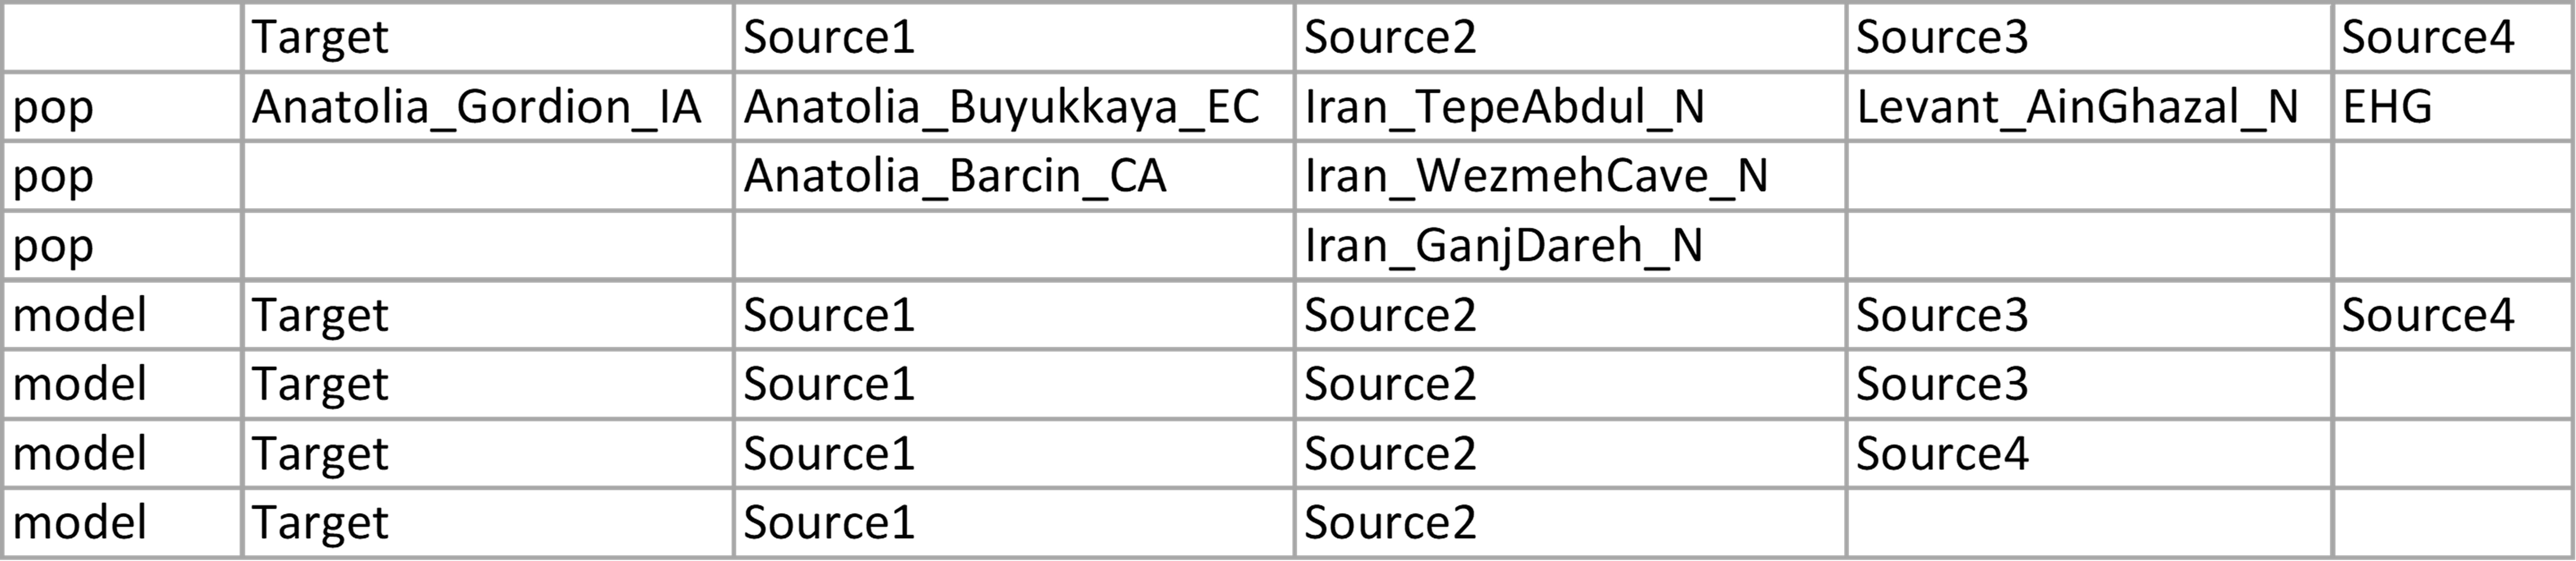 Target Source1 Source2 Source3 Source4
pop Anatolia_Gordion_IA Anatolia_Buyukkaya_EC Iran_TepeAbdul_N Levant_AinGhazal_N EHG
pop Anatolia_Barcin_CA Iran_WezmehCave_N
pop Iran_GanjDareh_N
model Target Source1 Source2 Source3 Source4
model Target Source1 Source2 Source3
model Target Source1 Source2 Source4
model Target Source1 Source2